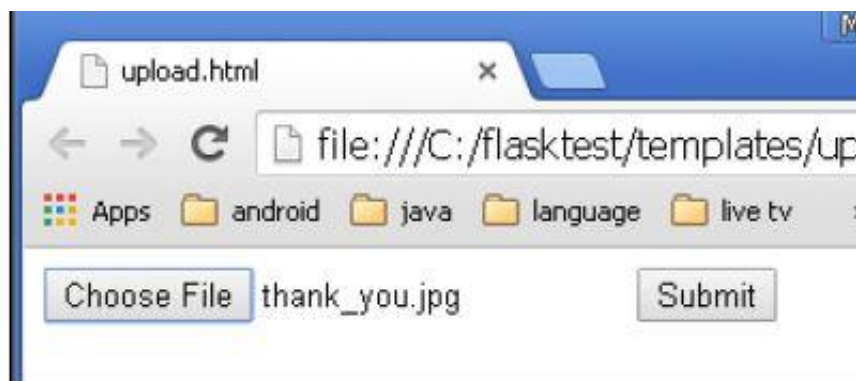 upload.html
file:///C:/flasktest/templates/up
Apps android java language live tv
Choose File thank_you.jpg Submit